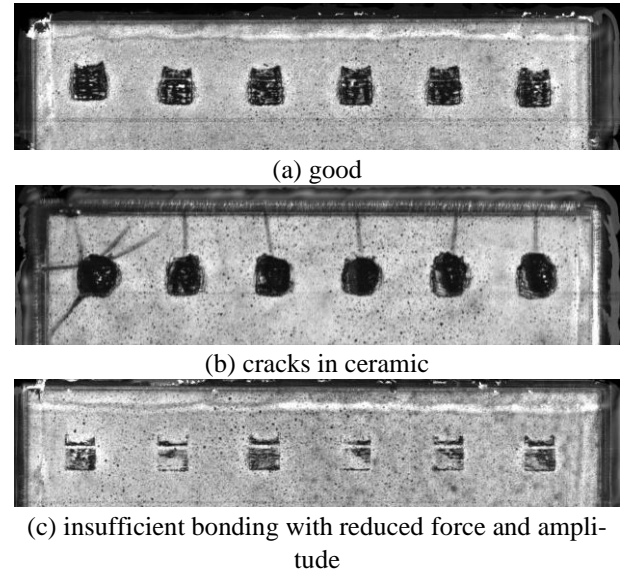 (a) good
(b) cracks in ceramic
(c) insufficient bonding with reduced force and ampli-
tude